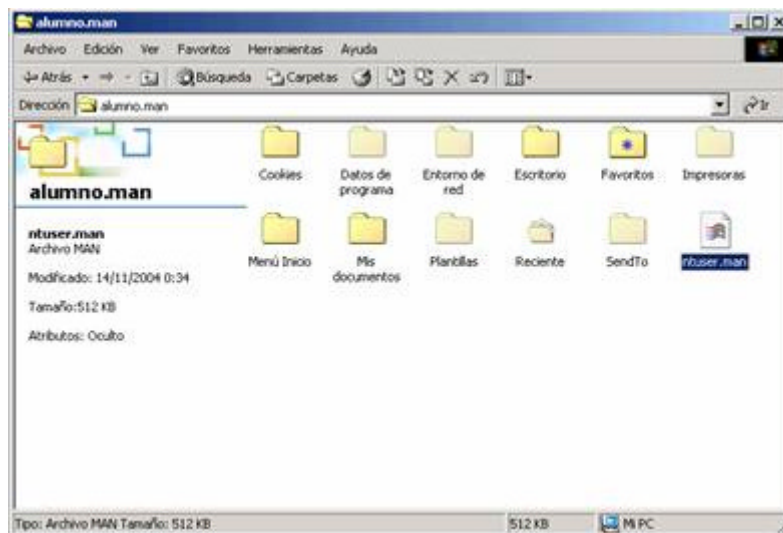 alumno.man
Archivo Edición Ver Favoritos Herramientas Ayuda
Atrás Búsqueda Carpetas
Dirección alumno.man Ir
alumno.man
ntuser.man
Archivo MAN
Modificado: 14/11/2004 0:34
Tamaño:512 KB
Atributos: Oculto
Cookies
Datos de programa
Entorno de red
Escritorio
Favoritos
Impresoras
Menú Inicio
Mis documentos
Plantillas
Reciente
SendTo
ntuser.man
Tipo: Archivo MAN Tamaño: 512 KB 512 KB Mi PC